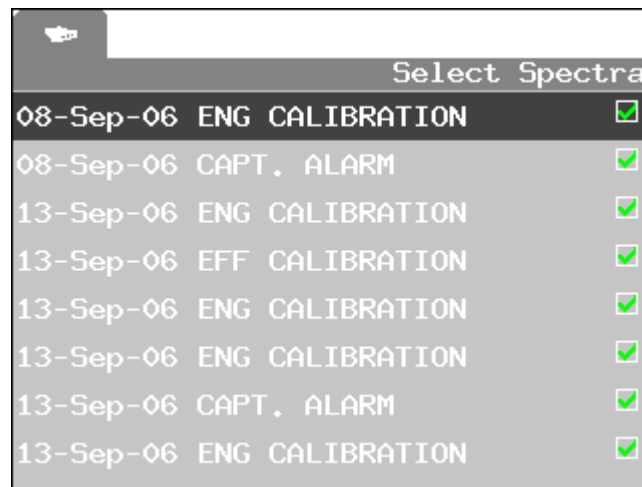 Select Spectra
08-Sep-06 ENG CALIBRATION
08-Sep-06 CAPT. ALARM
13-Sep-06 ENG CALIBRATION
13-Sep-06 EFF CALIBRATION
13-Sep-06 ENG CALIBRATION
13-Sep-06 ENG CALIBRATION
13-Sep-06 CAPT. ALARM
13-Sep-06 ENG CALIBRATION